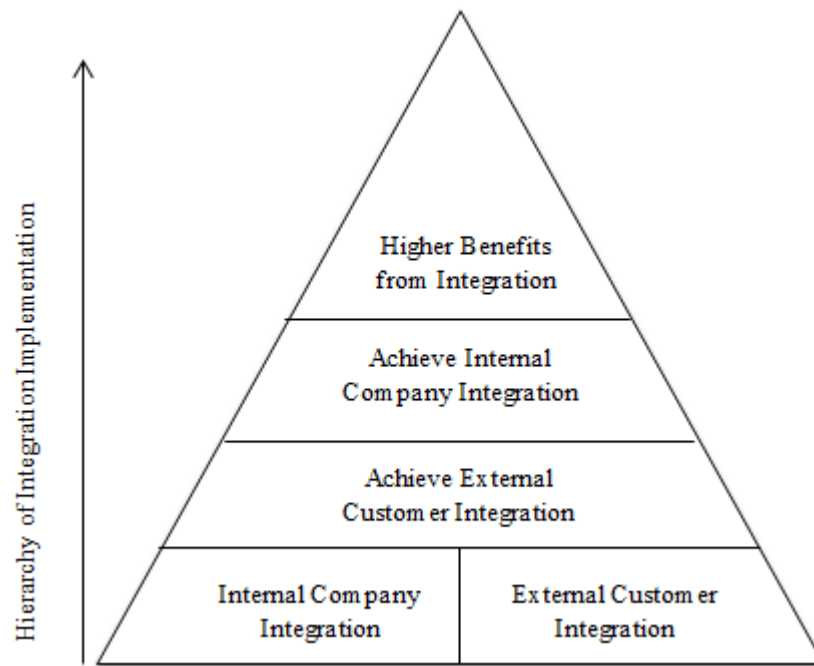 Hierarchy of Integration Implementation
Higher Benefits
from Integration
Achieve Internal
Company Integration
Achieve External
Customer Integration
Internal Company
Integration
External Customer
Integration